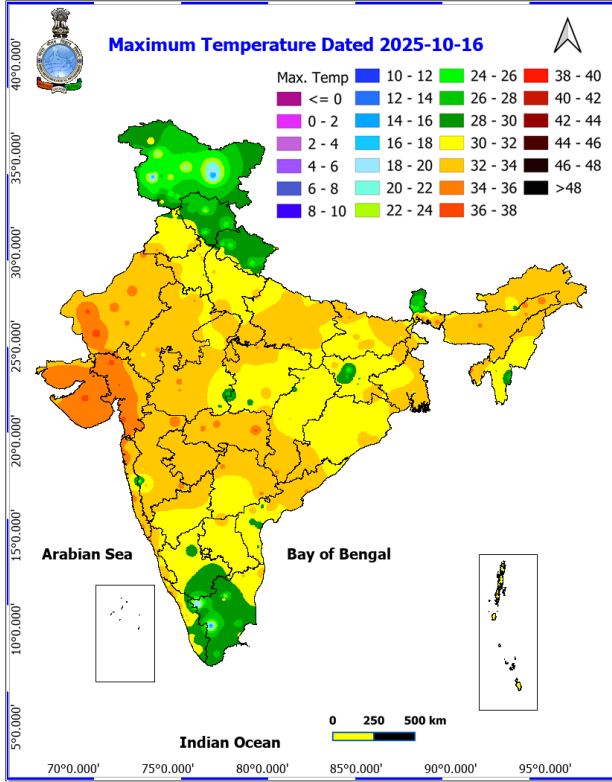 Maximum Temperature Dated 2025-10-16
Max. Temp
<= 0
0 - 2
2 - 4
4 - 6
6 - 8
8 - 10
10 - 12
12 - 14
14 - 16
16 - 18
18 - 20
20 - 22
22 - 24
24 - 26
26 - 28
28 - 30
30 - 32
32 - 34
34 - 36
36 - 38
38 - 40
40 - 42
42 - 44
44 - 46
46 - 48
>48
40°0.000'
35°0.000'
30°0.000'
25°0.000'
20°0.000'
15°0.000'
10°0.000'
5°0.000'
Arabian Sea
Bay of Bengal
0 250 500 km
Indian Ocean
70°0.000' 75°0.000' 80°0.000' 85°0.000' 90°0.000' 95°0.000'